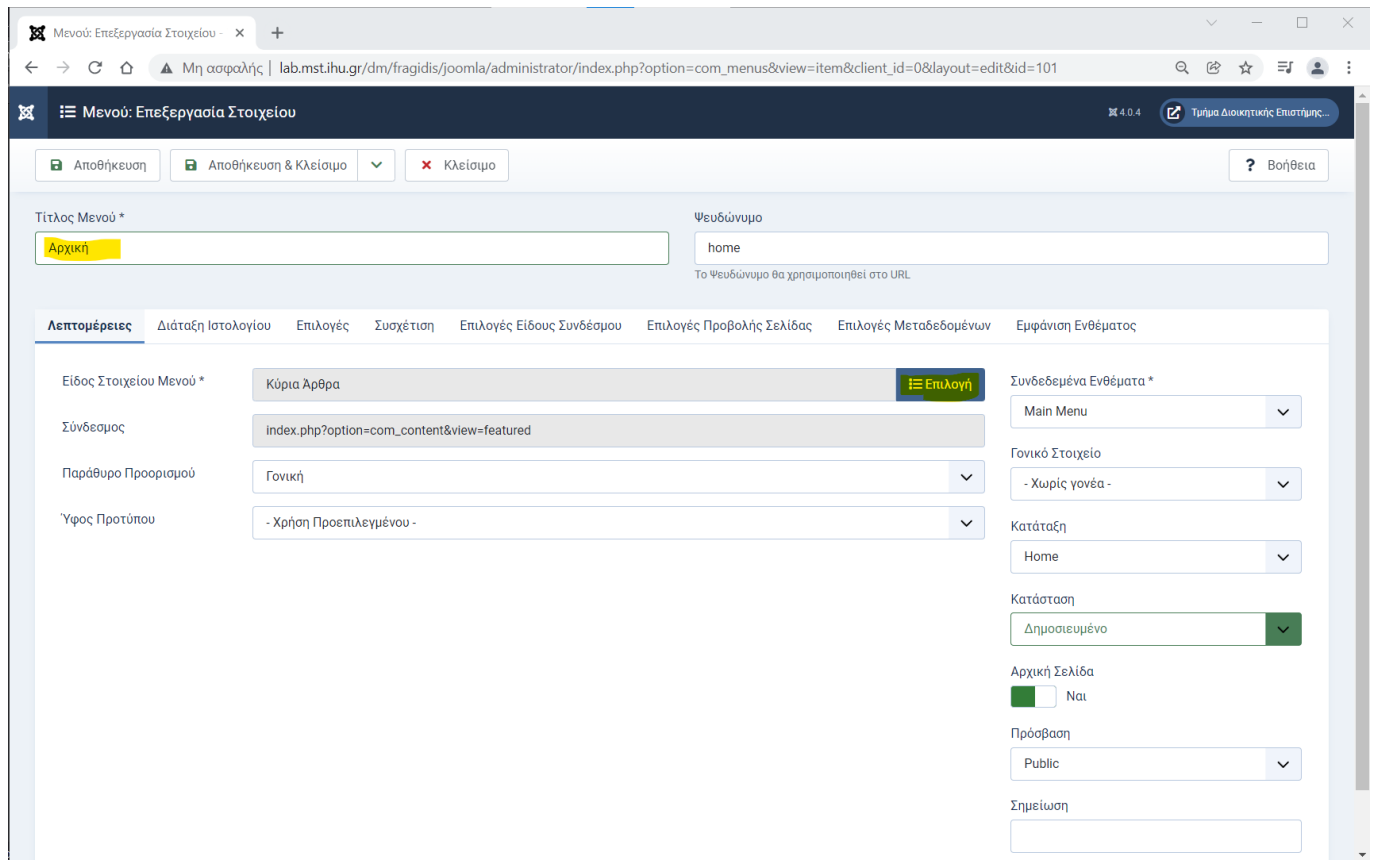 Μενού: Επεξεργασία Στοιχείου -
Μη ασφαλής | lab.mst.ihu.gr/dm/fragidis/joomla/administrator/index.php?option=com_menus&view=item&client_id=0&layout=edit&id=101
Μενού: Επεξεργασία Στοιχείου
4.0.4
Τμήμα Διοικητικής Επιστήμης...
Αποθήκευση
Αποθήκευση & Κλείσιμο
Κλείσιμο
? Βοήθεια
Τίτλος Μενού *
Αρχική
Ψευδώνυμο
home
Το Ψευδώνυμο θα χρησιμοποιηθεί στο URL
Λεπτομέρειες Διάταξη Ιστολογίου Επιλογές Συσχέτιση Επιλογές Είδους Συνδέσμου Επιλογές Προβολής Σελίδας Επιλογές Μεταδεδομένων Εμφάνιση Ενθέματος
Είδος Στοιχείου Μενού *
Κύρια Άρθρα
Επιλογή
Σύνδεσμος
index.php?option=com_content&view=featured
Παράθυρο Προορισμού
Γονική
Ύφος Προτύπου
- Χρήση Προεπιλεγμένου -
Συνδεδεμένα Ενθέματα *
Main Menu
Γονικό Στοιχείο
- Χωρίς γονέα -
Κατάταξη
Home
Κατάσταση
Δημοσιευμένο
Αρχική Σελίδα
Ναι
Πρόσβαση
Public
Σημείωση